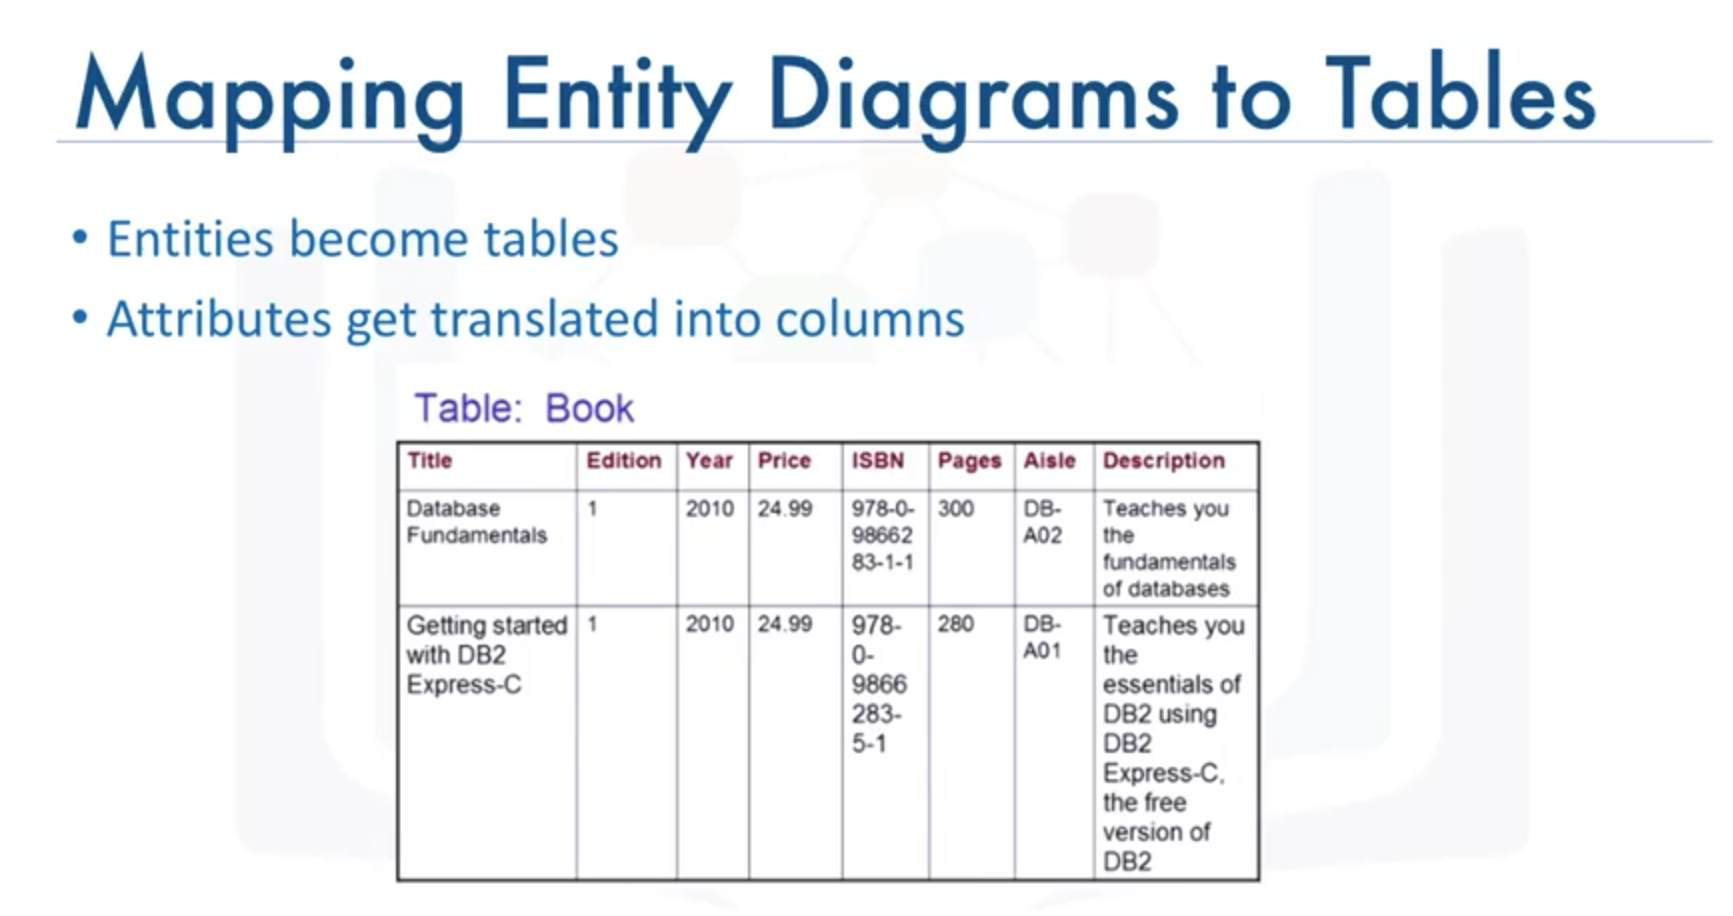 Mapping Entity Diagrams to Tables
• Entities become tables
• Attributes get translated into columns
Table: Book
Title Edition Year Price ISBN Pages Aisle Description
Database Fundamentals 1 2010 24.99 978-0-98662 83-1-1 300 DB-A02 Teaches you the fundamentals of databases
Getting started with DB2 Express-C 1 2010 24.99 978-0-9866 283-5-1 280 DB-A01 Teaches you the essentials of DB2 using DB2 Express-C, the free version of DB2